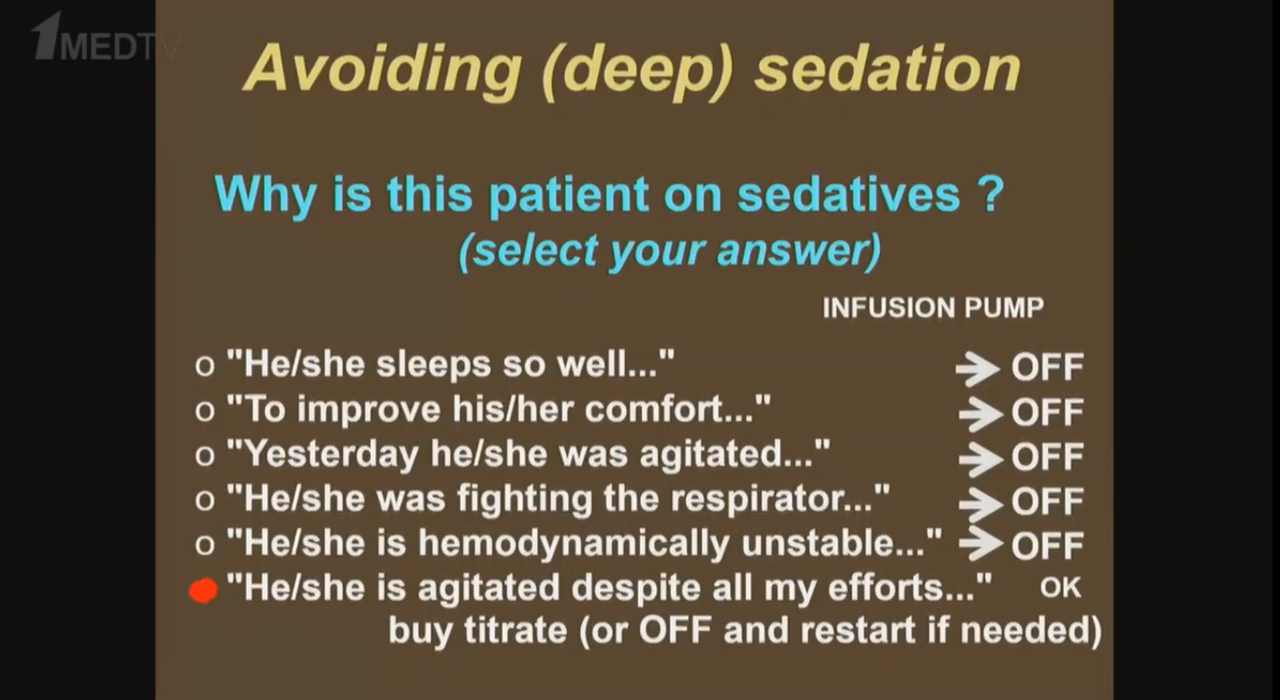 1MEDTV
Avoiding (deep) sedation
Why is this patient on sedatives ?
(select your answer)
INFUSION PUMP
o "He/she sleeps so well..." → OFF
o "To improve his/her comfort..." → OFF
o "Yesterday he/she was agitated..." → OFF
o "He/she was fighting the respirator..." → OFF
o "He/she is hemodynamically unstable..." → OFF
"He/she is agitated despite all my efforts..." OK
buy titrate (or OFF and restart if needed)